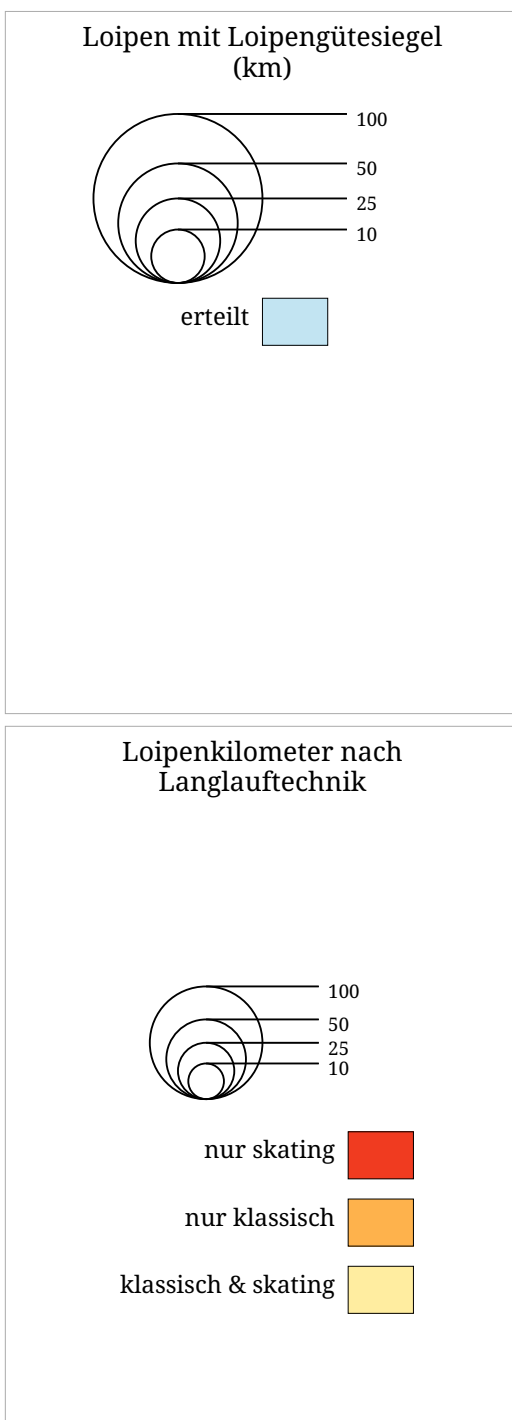 Loipen mit Loipengütesiegel
(km)
100
50
25
10
erteilt
Loipenkilometer nach
Langlauftechnik
100
50
25
10
nur skating
nur klassisch
klassisch & skating